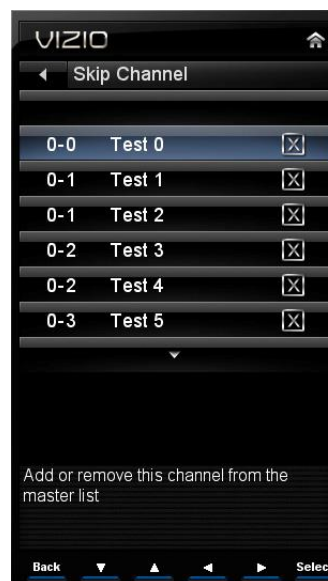 VIZIO
Skip Channel
0-0 Test 0 X
0-1 Test 1 X
0-1 Test 2 X
0-2 Test 3 X
0-2 Test 4 X
0-3 Test 5 X
Add or remove this channel from the
master list
Back Selec